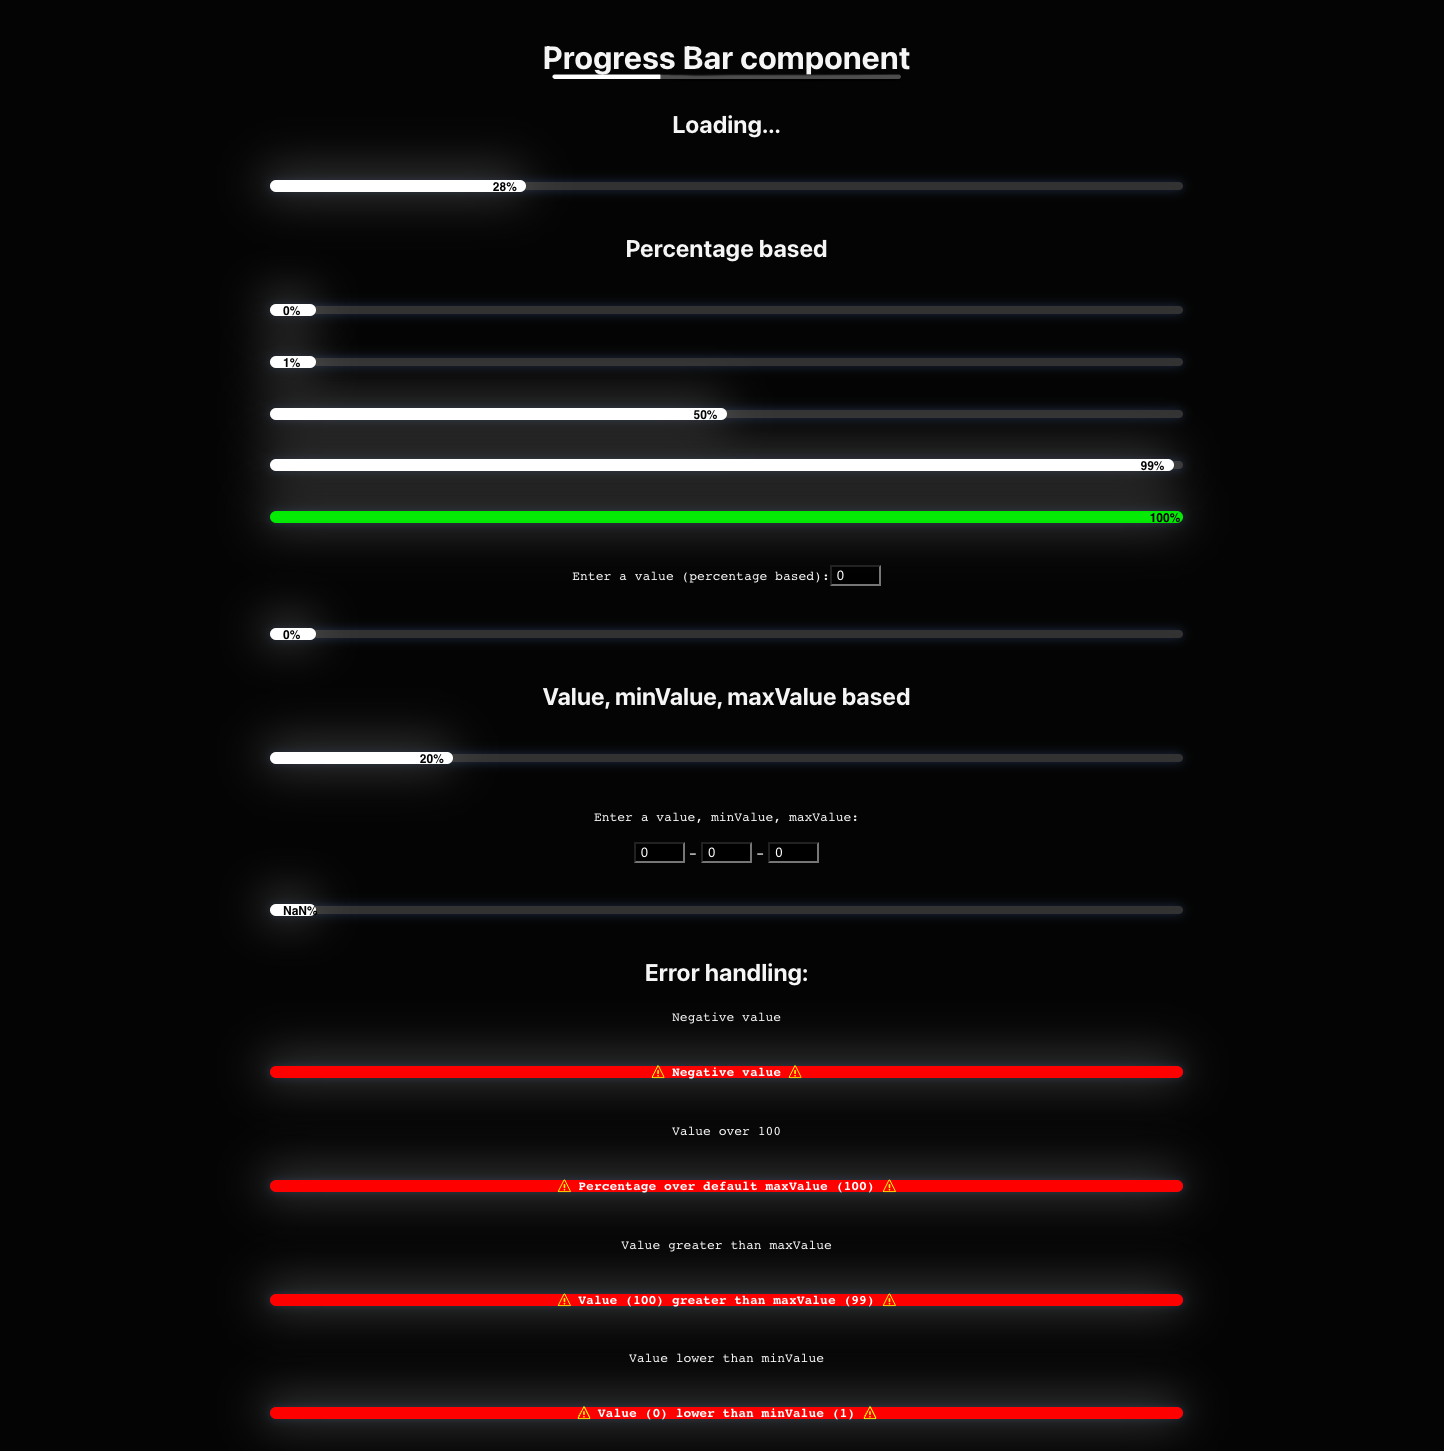 Progress Bar component
Loading...
28%
Percentage based
0%
1%
50%
99%
100%
Enter a value (percentage based): 0
0%
Value, minValue, maxValue based
20%
Enter a value, minValue, maxValue:
0 - 0 - 0
NaN%
Error handling:
Negative value
⚠ Negative value ⚠
Value over 100
⚠ Percentage over default maxValue (100) ⚠
Value greater than maxValue
⚠ Value (100) greater than maxValue (99) ⚠
Value lower than minValue
⚠ Value (0) lower than minValue (1) ⚠